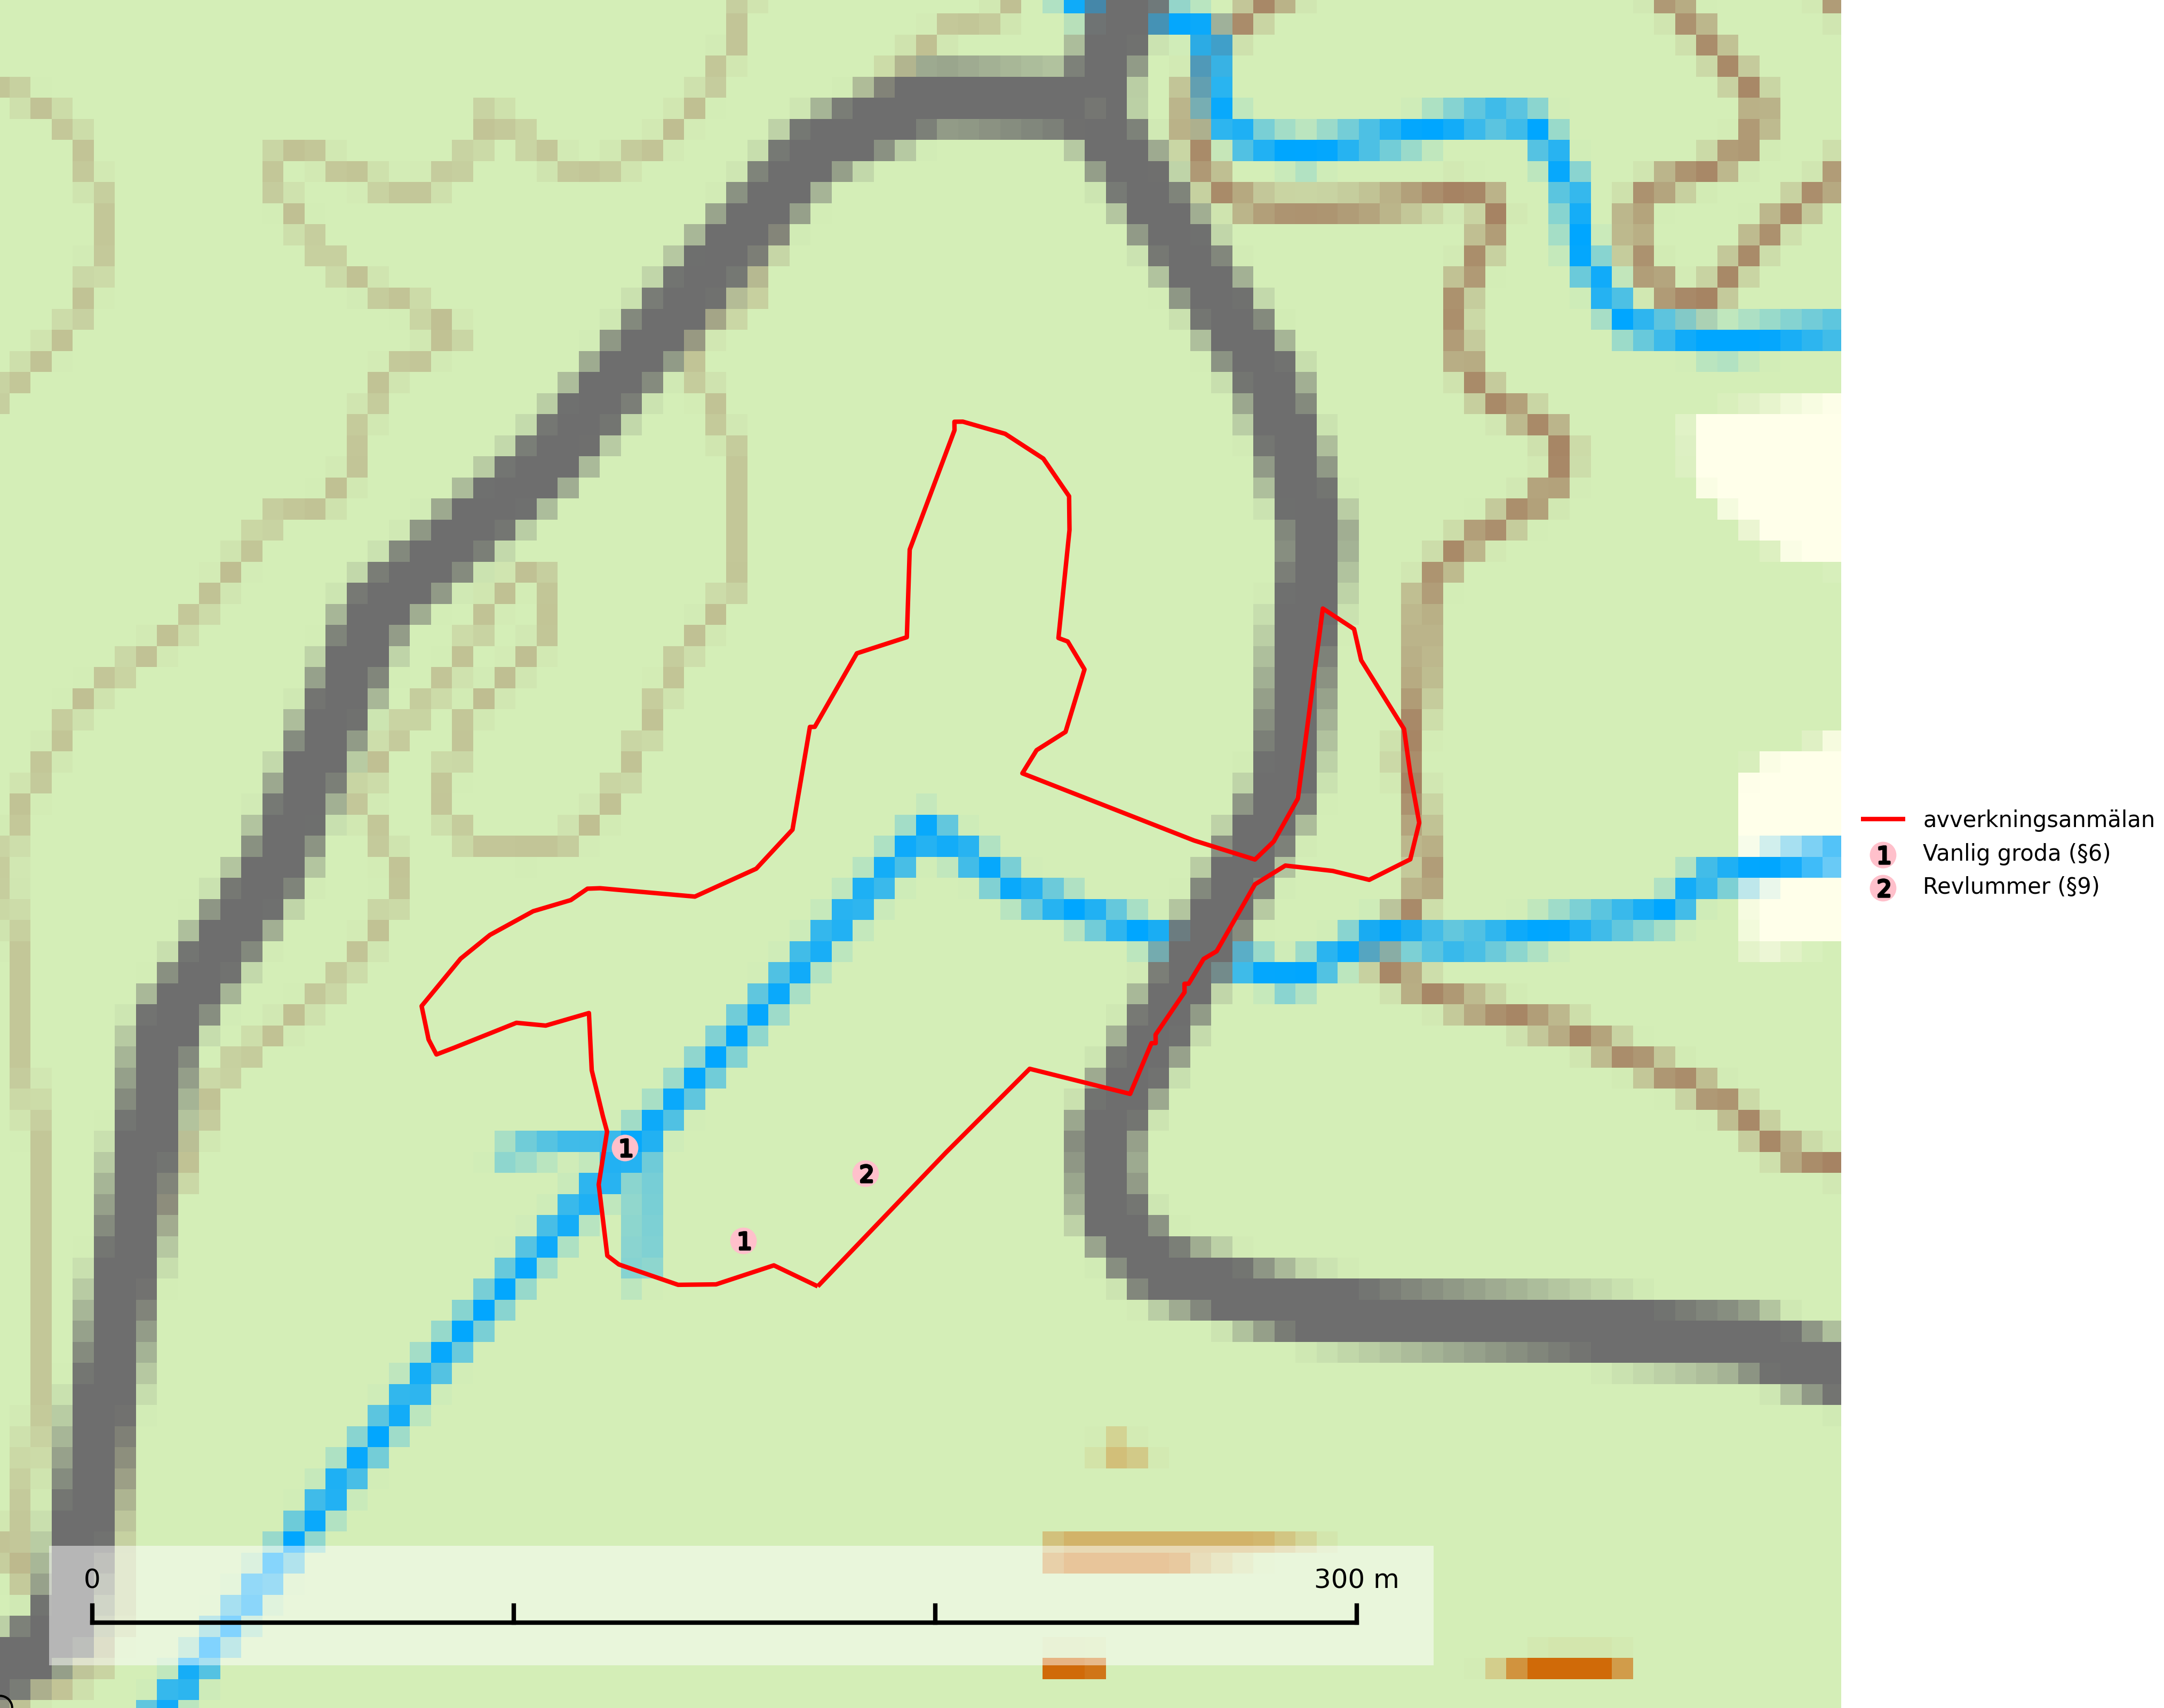 avverkningsanmälan
1 Vanlig groda (§6)
2 Revlummer (§9)
1
2
1
0 300 m